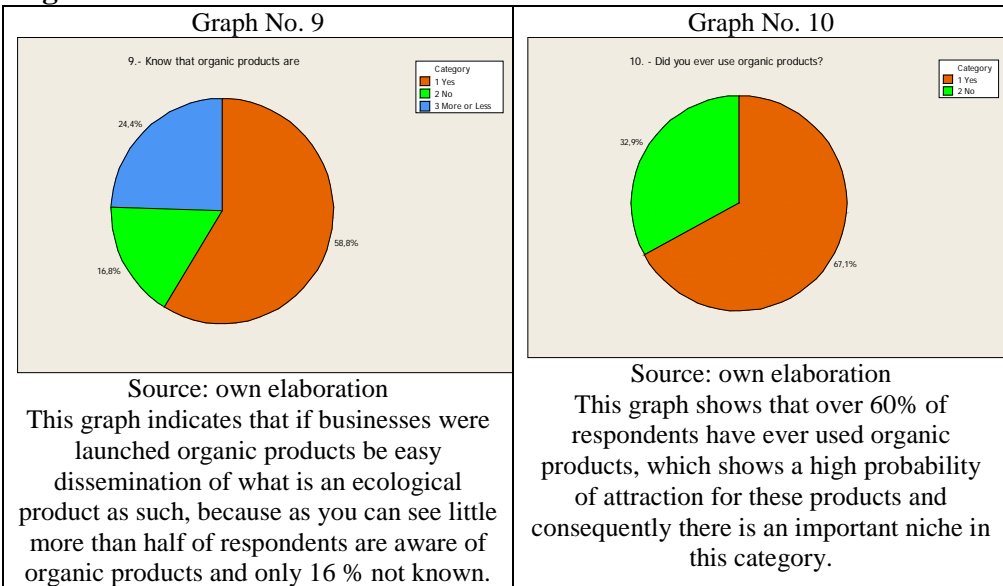 Graph No. 9
9.- Know that organic products are
Category
1 Yes
2 No
3 More or Less
24,4%
16,8%
58,8%
Source: own elaboration
This graph indicates that if businesses were
launched organic products be easy
dissemination of what is an ecological
product as such, because as you can see little
more than half of respondents are aware of
organic products and only 16 % not known.
Graph No. 10
10. - Did you ever use organic products?
Category
1 Yes
2 No
32,9%
67,1%
Source: own elaboration
This graph shows that over 60% of
respondents have ever used organic
products, which shows a high probability
of attraction for these products and
consequently there is an important niche in
this category.